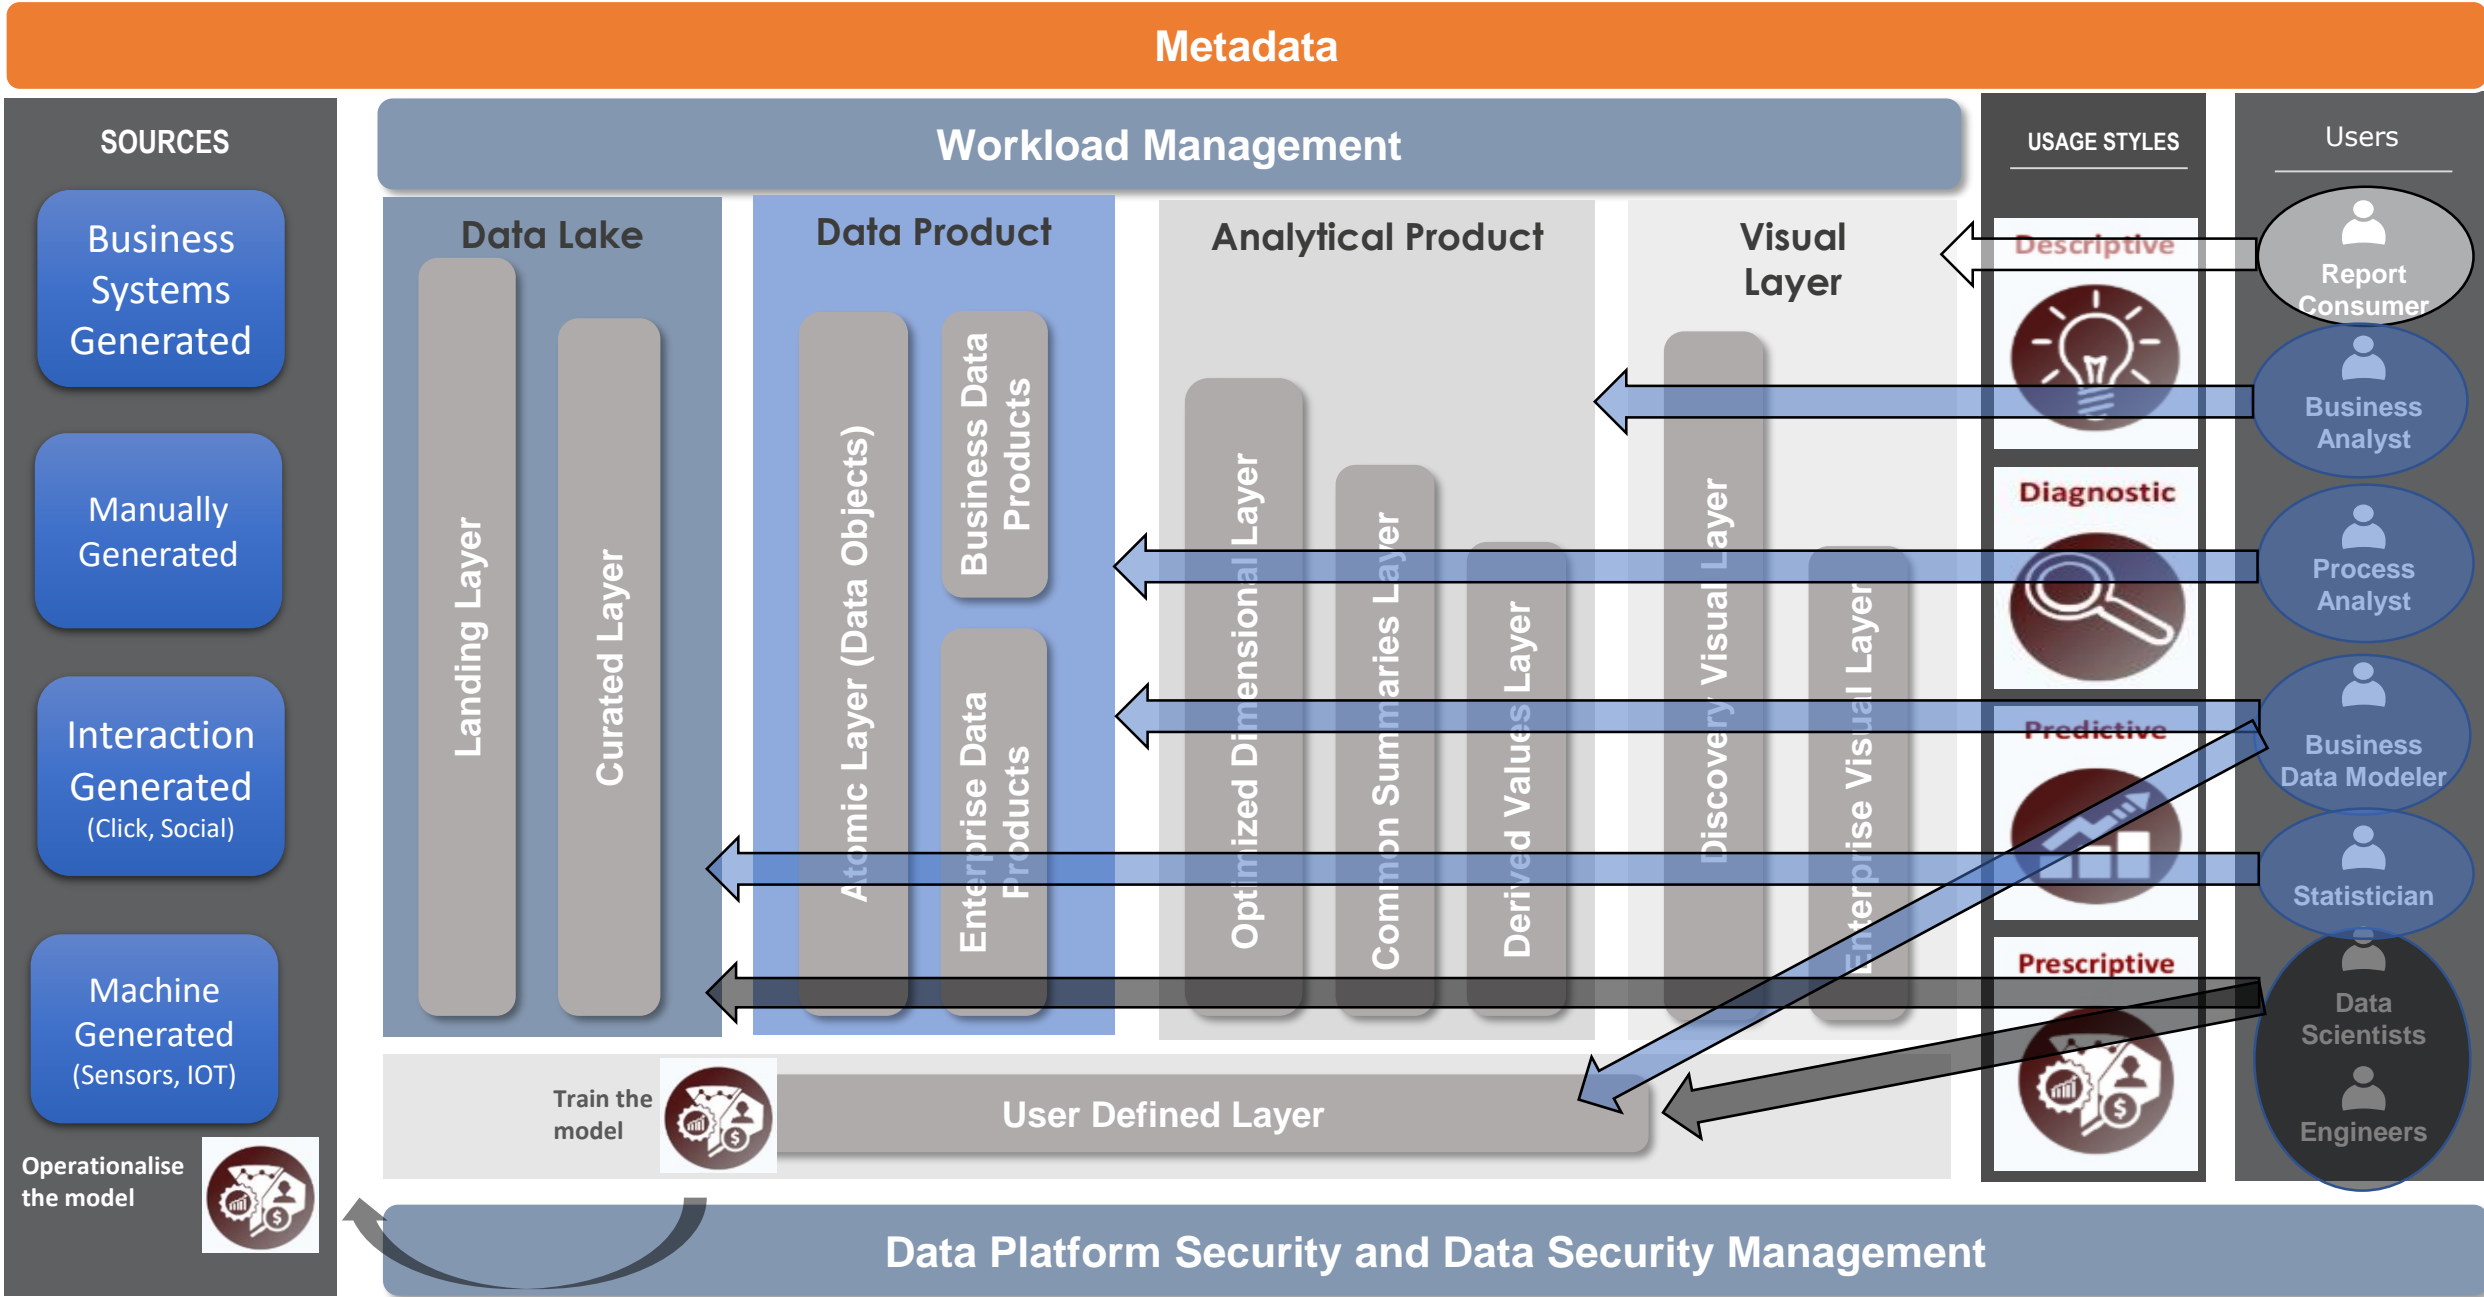 Metadata
SOURCES
Business
Systems
Generated
Manually
Generated
Interaction
Generated
(Click, Social)
Machine
Generated
(Sensors, IOT)
Operationalise
the model
Workload Management
Data Lake
Landing Layer
Curated Layer
Data Product
Atomic Layer (Data Objects)
Business Data
Products
Enterprise Data
Products
Analytical Product
Optimized Dimensional Layer
Common Summaries Layer
Derived Values Layer
Visual
Layer
Discovery Visual Layer
Enterprise Visual Layer
Train the
model
User Defined Layer
USAGE STYLES
Descriptive
Diagnostic
Predictive
Prescriptive
Users
Report
Consumer
Business
Analyst
Process
Analyst
Business
Data Modeler
Statistician
Data
Scientists
Engineers
Data Platform Security and Data Security Management